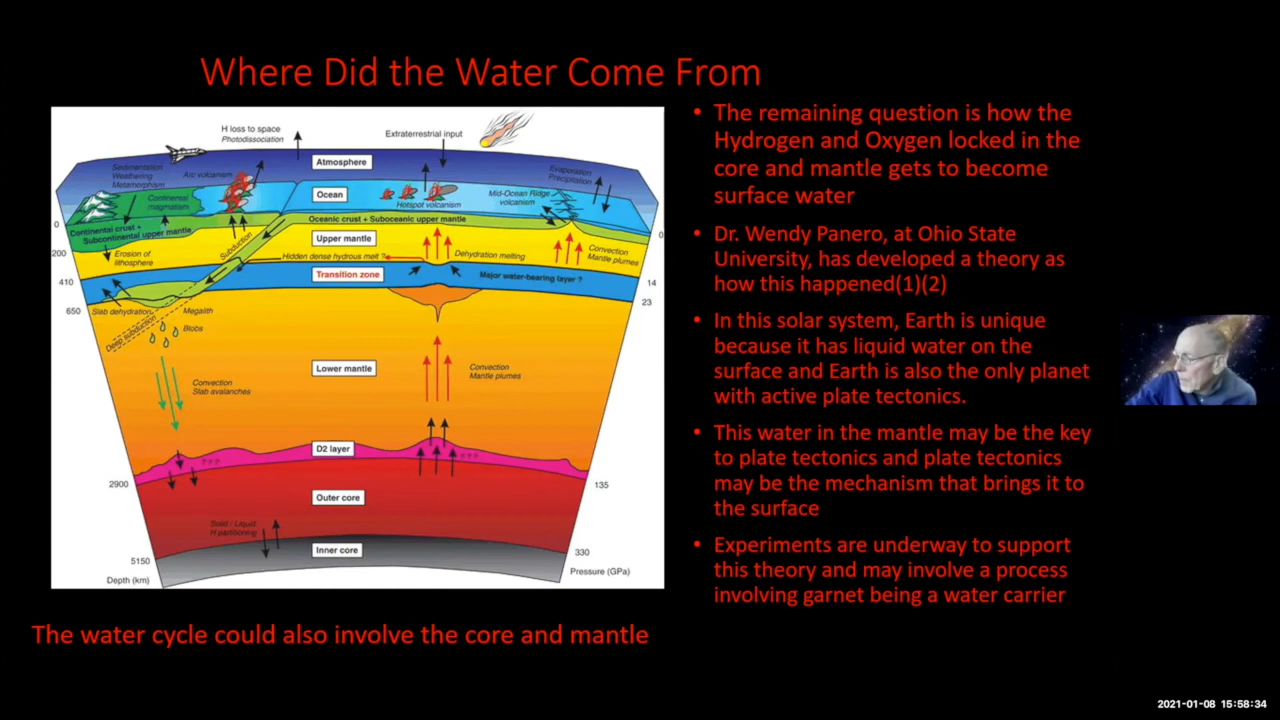 Where Did the Water Come From
H loss to space
Photodissociation
Extraterrestrial input
Atmosphere
Sedimentation
Weathering
Metamorphism
Arc volcanism
Evaporation
Precipitation
Continental
magmatism
Ocean
Hotspot volcanism
Mid-Ocean Ridge
volcanism
0
Continental crust +
Subcontinental upper mantle
Oceanic crust + Suboceanic upper mantle
0
Subduction
Upper mantle
200
Erosion of
lithosphere
Hidden dense hydrous melt ?
Dehydration melting
Convection
Mantle plumes
410
Transition zone
Major water-bearing layer ?
14
650
Slab dehydration
Megalith
23
Deep subduction
Blobs
Lower mantle
Convection
Slab avalanches
Convection
Mantle plumes
D2 layer
? ? ?
? ? ?
2900
135
Outer core
Solid / Liquid
H partitioning
Inner core
5150
330
Depth (km)
Pressure (GPa)
The water cycle could also involve the core and mantle
• The remaining question is how the
Hydrogen and Oxygen locked in the
core and mantle gets to become
surface water
• Dr. Wendy Panero, at Ohio State
University, has developed a theory as
how this happened(1)(2)
• In this solar system, Earth is unique
because it has liquid water on the
surface and Earth is also the only planet
with active plate tectonics.
• This water in the mantle may be the key
to plate tectonics and plate tectonics
may be the mechanism that brings it to
the surface
• Experiments are underway to support
this theory and may involve a process
involving garnet being a water carrier
2021-01-08 15:58:34